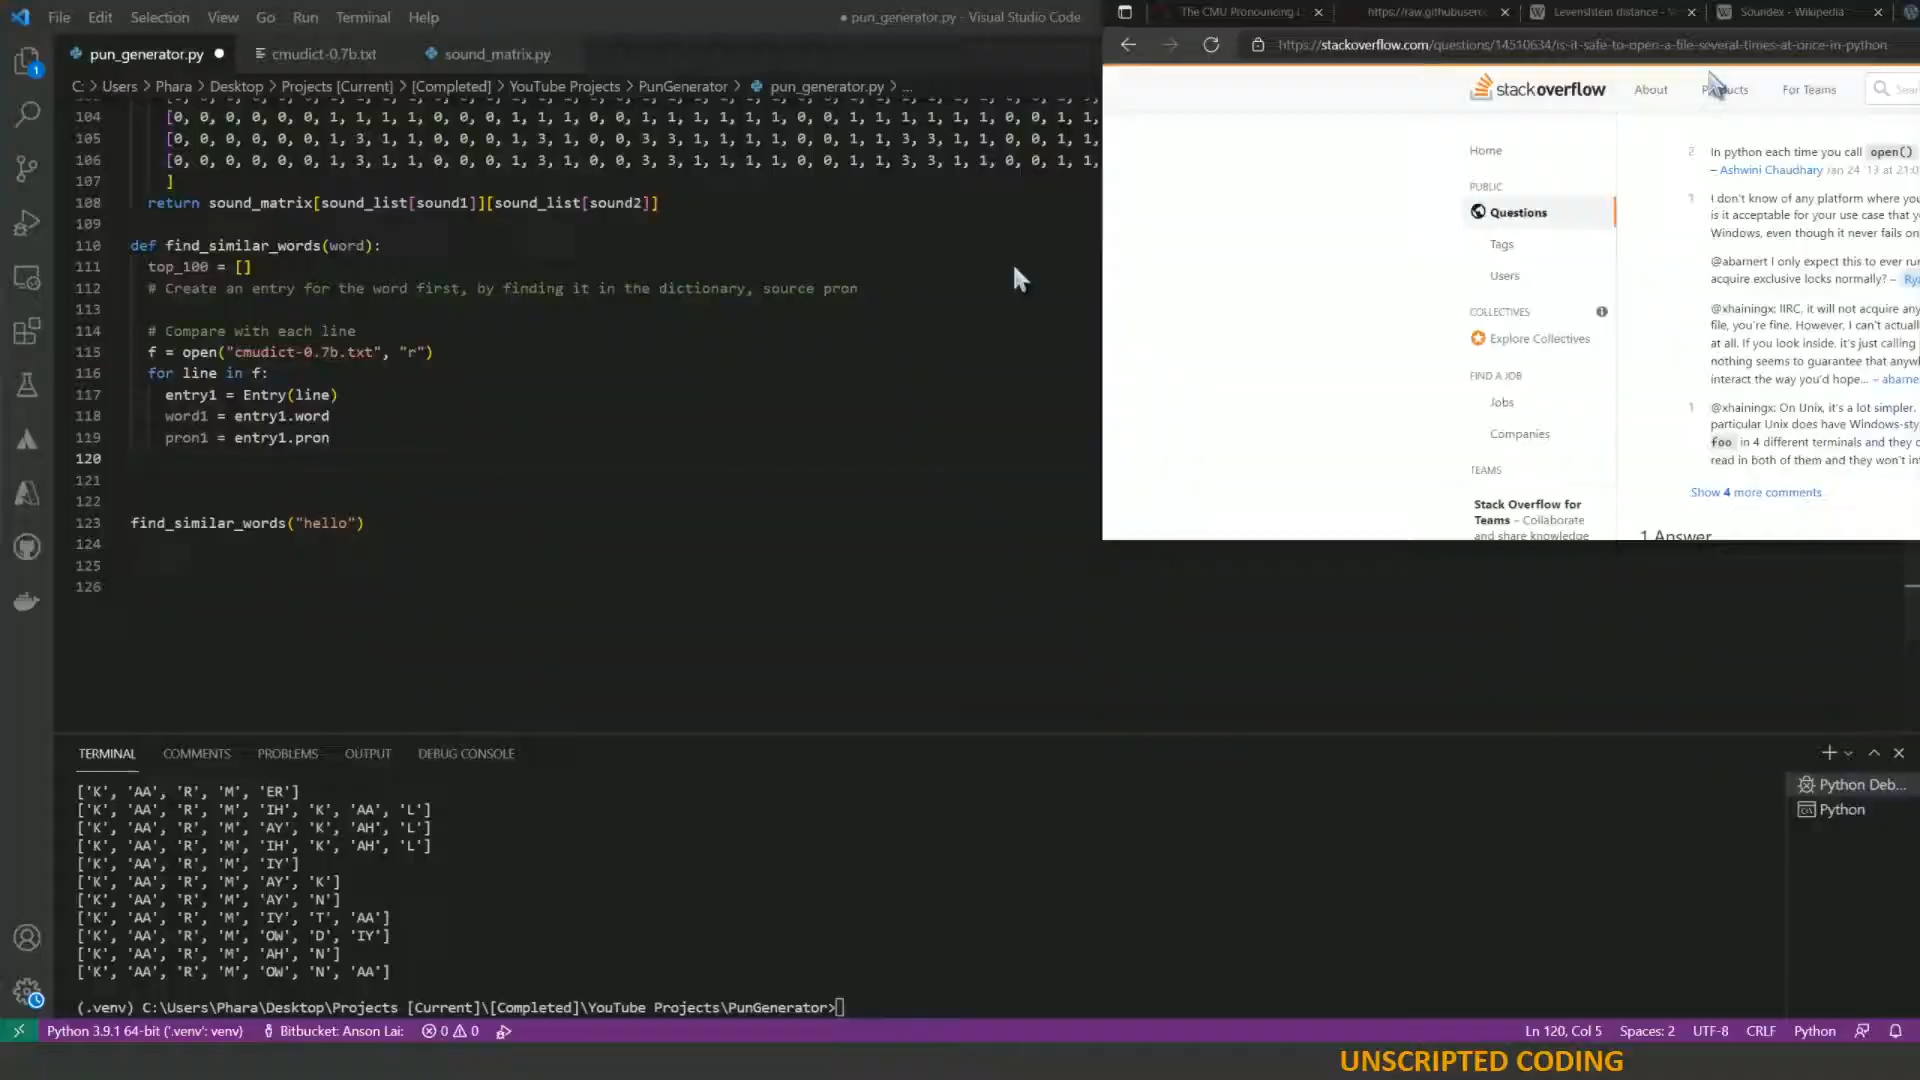 File Edit Selection View Go Run Terminal Help
● pun_generator.py - Visual Studio Code
pun_generator.py ●
cmudict-0.7b.txt
sound_matrix.py
C: > Users > Phara > Desktop > Projects [Current] > [Completed] > YouTube Projects > PunGenerator > pun_generator.py > ...
104 [0, 0, 0, 0, 0, 0, 1, 1, 1, 1, 0, 0, 0, 1, 1, 1, 0, 0, 1, 1, 1, 1, 1, 1, 0, 0, 1, 1, 1, 1, 1, 0, 0, 1, 1,
105 [0, 0, 0, 0, 0, 0, 1, 3, 1, 1, 0, 0, 0, 1, 3, 1, 0, 0, 3, 3, 1, 1, 1, 1, 0, 0, 1, 1, 3, 3, 1, 1, 0, 0, 1, 1,
106 [0, 0, 0, 0, 0, 0, 1, 3, 1, 1, 0, 0, 0, 1, 3, 1, 0, 0, 3, 3, 1, 1, 1, 1, 0, 0, 1, 1, 3, 3, 1, 1, 0, 0, 1, 1,
107 ]
108 return sound_matrix[sound_list[sound1]][sound_list[sound2]]
109
110 def find_similar_words(word):
111 top_100 = []
112 # Create an entry for the word first, by finding it in the dictionary, source pron
113
114 # Compare with each line
115 f = open("cmudict-0.7b.txt", "r")
116 for line in f:
117 entry1 = Entry(line)
118 word1 = entry1.word
119 pron1 = entry1.pron
120
121
122
123 find_similar_words("hello")
124
125
126
The CMU Pronouncing
https://raw.githubuserc
Levenshtein distance -
Soundex - Wikipedia
https://stackoverflow.com/questions/14510634/is-it-safe-to-open-a-file-several-times-at-once-in-python
stackoverflow About Products For Teams
Home
PUBLIC
Questions
Tags
Users
COLLECTIVES
Explore Collectives
FIND A JOB
Jobs
Companies
TEAMS
Stack Overflow for
Teams – Collaborate
and share knowledge
2 In python each time you call open()
– Ashwini Chaudhary Jan 24 '13 at 21:0
1 I don't know of any platform where you
is it acceptable for your use case that y
Windows, even though it never fails on
@abarnert I only expect this to ever ru
acquire exclusive locks normally? – Ry
@xhainingx: IIRC, it will not acquire any
file, you're fine. However, I can't actual
at all. If you look inside, it's just calling
nothing seems to guarantee that anyw
interact the way you'd hope... – abarne
1 @xhainingx: On Unix, it's a lot simpler.
particular Unix does have Windows-sty
foo in 4 different terminals and they
read in both of them and they won't in
Show 4 more comments
1 Answer
TERMINAL COMMENTS PROBLEMS OUTPUT DEBUG CONSOLE
['K', 'AA', 'R', 'M', 'ER']
['K', 'AA', 'R', 'M', 'IH', 'K', 'AA', 'L']
['K', 'AA', 'R', 'M', 'AY', 'K', 'AH', 'L']
['K', 'AA', 'R', 'M', 'IH', 'K', 'AH', 'L']
['K', 'AA', 'R', 'M', 'IY']
['K', 'AA', 'R', 'M', 'AY', 'K']
['K', 'AA', 'R', 'M', 'AY', 'N']
['K', 'AA', 'R', 'M', 'IY', 'T', 'AA']
['K', 'AA', 'R', 'M', 'OW', 'D', 'IY']
['K', 'AA', 'R', 'M', 'AH', 'N']
['K', 'AA', 'R', 'M', 'OW', 'N', 'AA']
(.venv) C:\Users\Phara\Desktop\Projects [Current]\[Completed]\YouTube Projects\PunGenerator>
Python Deb...
Python
Python 3.9.1 64-bit ('.venv': venv) Bitbucket: Anson Lai: 0 0
Ln 120, Col 5 Spaces: 2 UTF-8 CRLF Python
UNSCRIPTED CODING